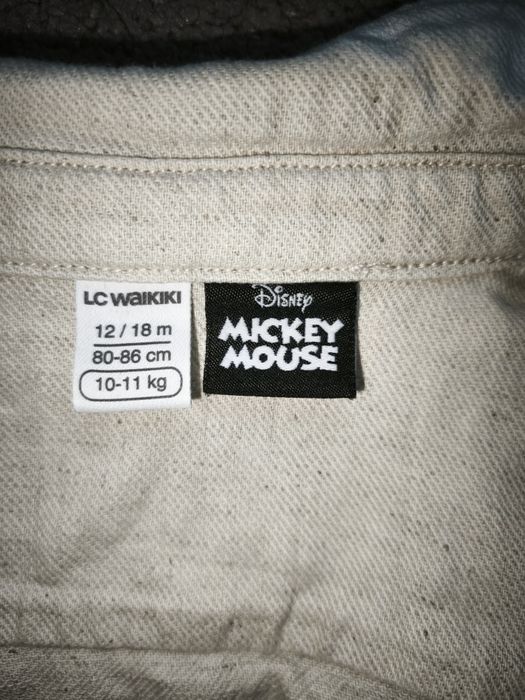 LC WAIKIKI
12 / 18 m
80-86 cm
10-11 kg
Disney
MICKEY
MOUSE